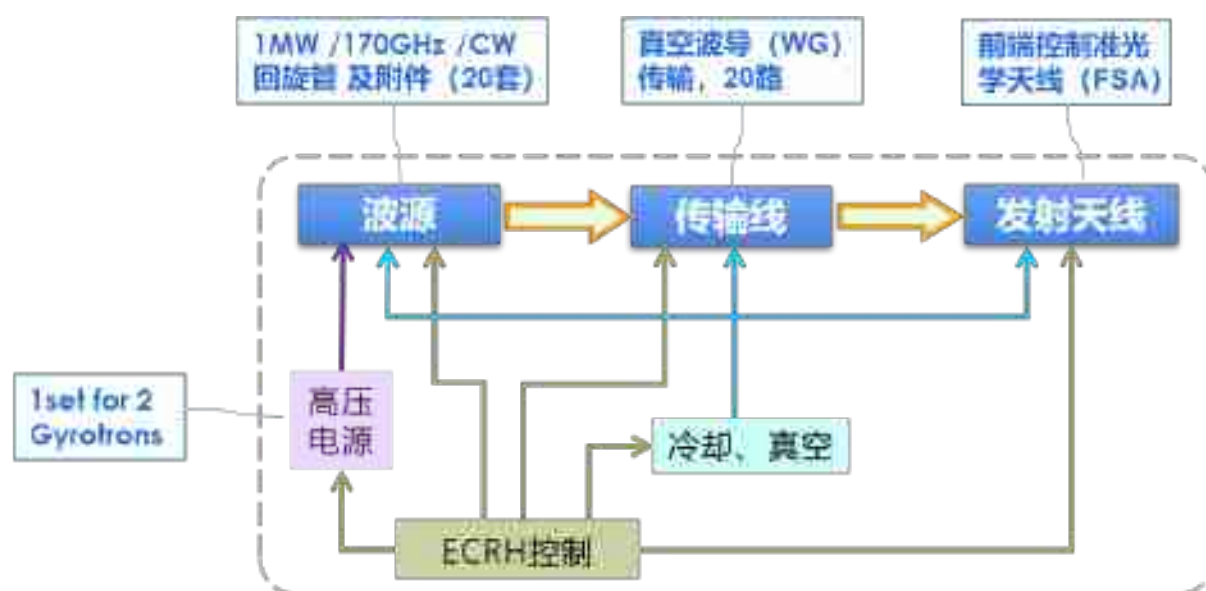 1MW /170GHz /CW
回旋管 及附件（20套）
真空波导（WG）
传输，20路
前端控制准光
学天线（FSA）
波源
传输线
发射天线
1set for 2
Gyrotrons
高压
电源
冷却、真空
ECRH控制